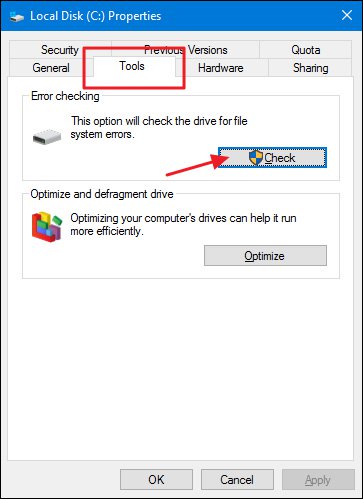 Local Disk (C:) Properties
Security Previous Versions Quota
General Tools Hardware Sharing
Error checking
This option will check the drive for file
system errors.
Check
Optimize and defragment drive
Optimizing your computer's drives can help it run
more efficiently.
Optimize
OK Cancel Apply